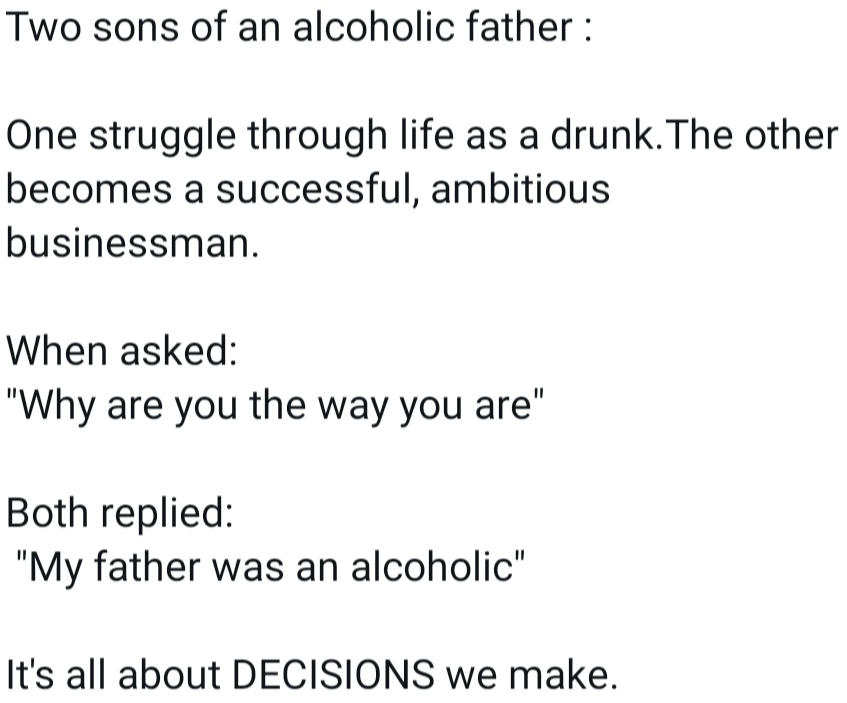 Two sons of an alcoholic father :
One struggle through life as a drunk.The other
becomes a successful, ambitious
businessman.
When asked:
"Why are you the way you are"
Both replied:
"My father was an alcoholic"
It's all about DECISIONS we make.